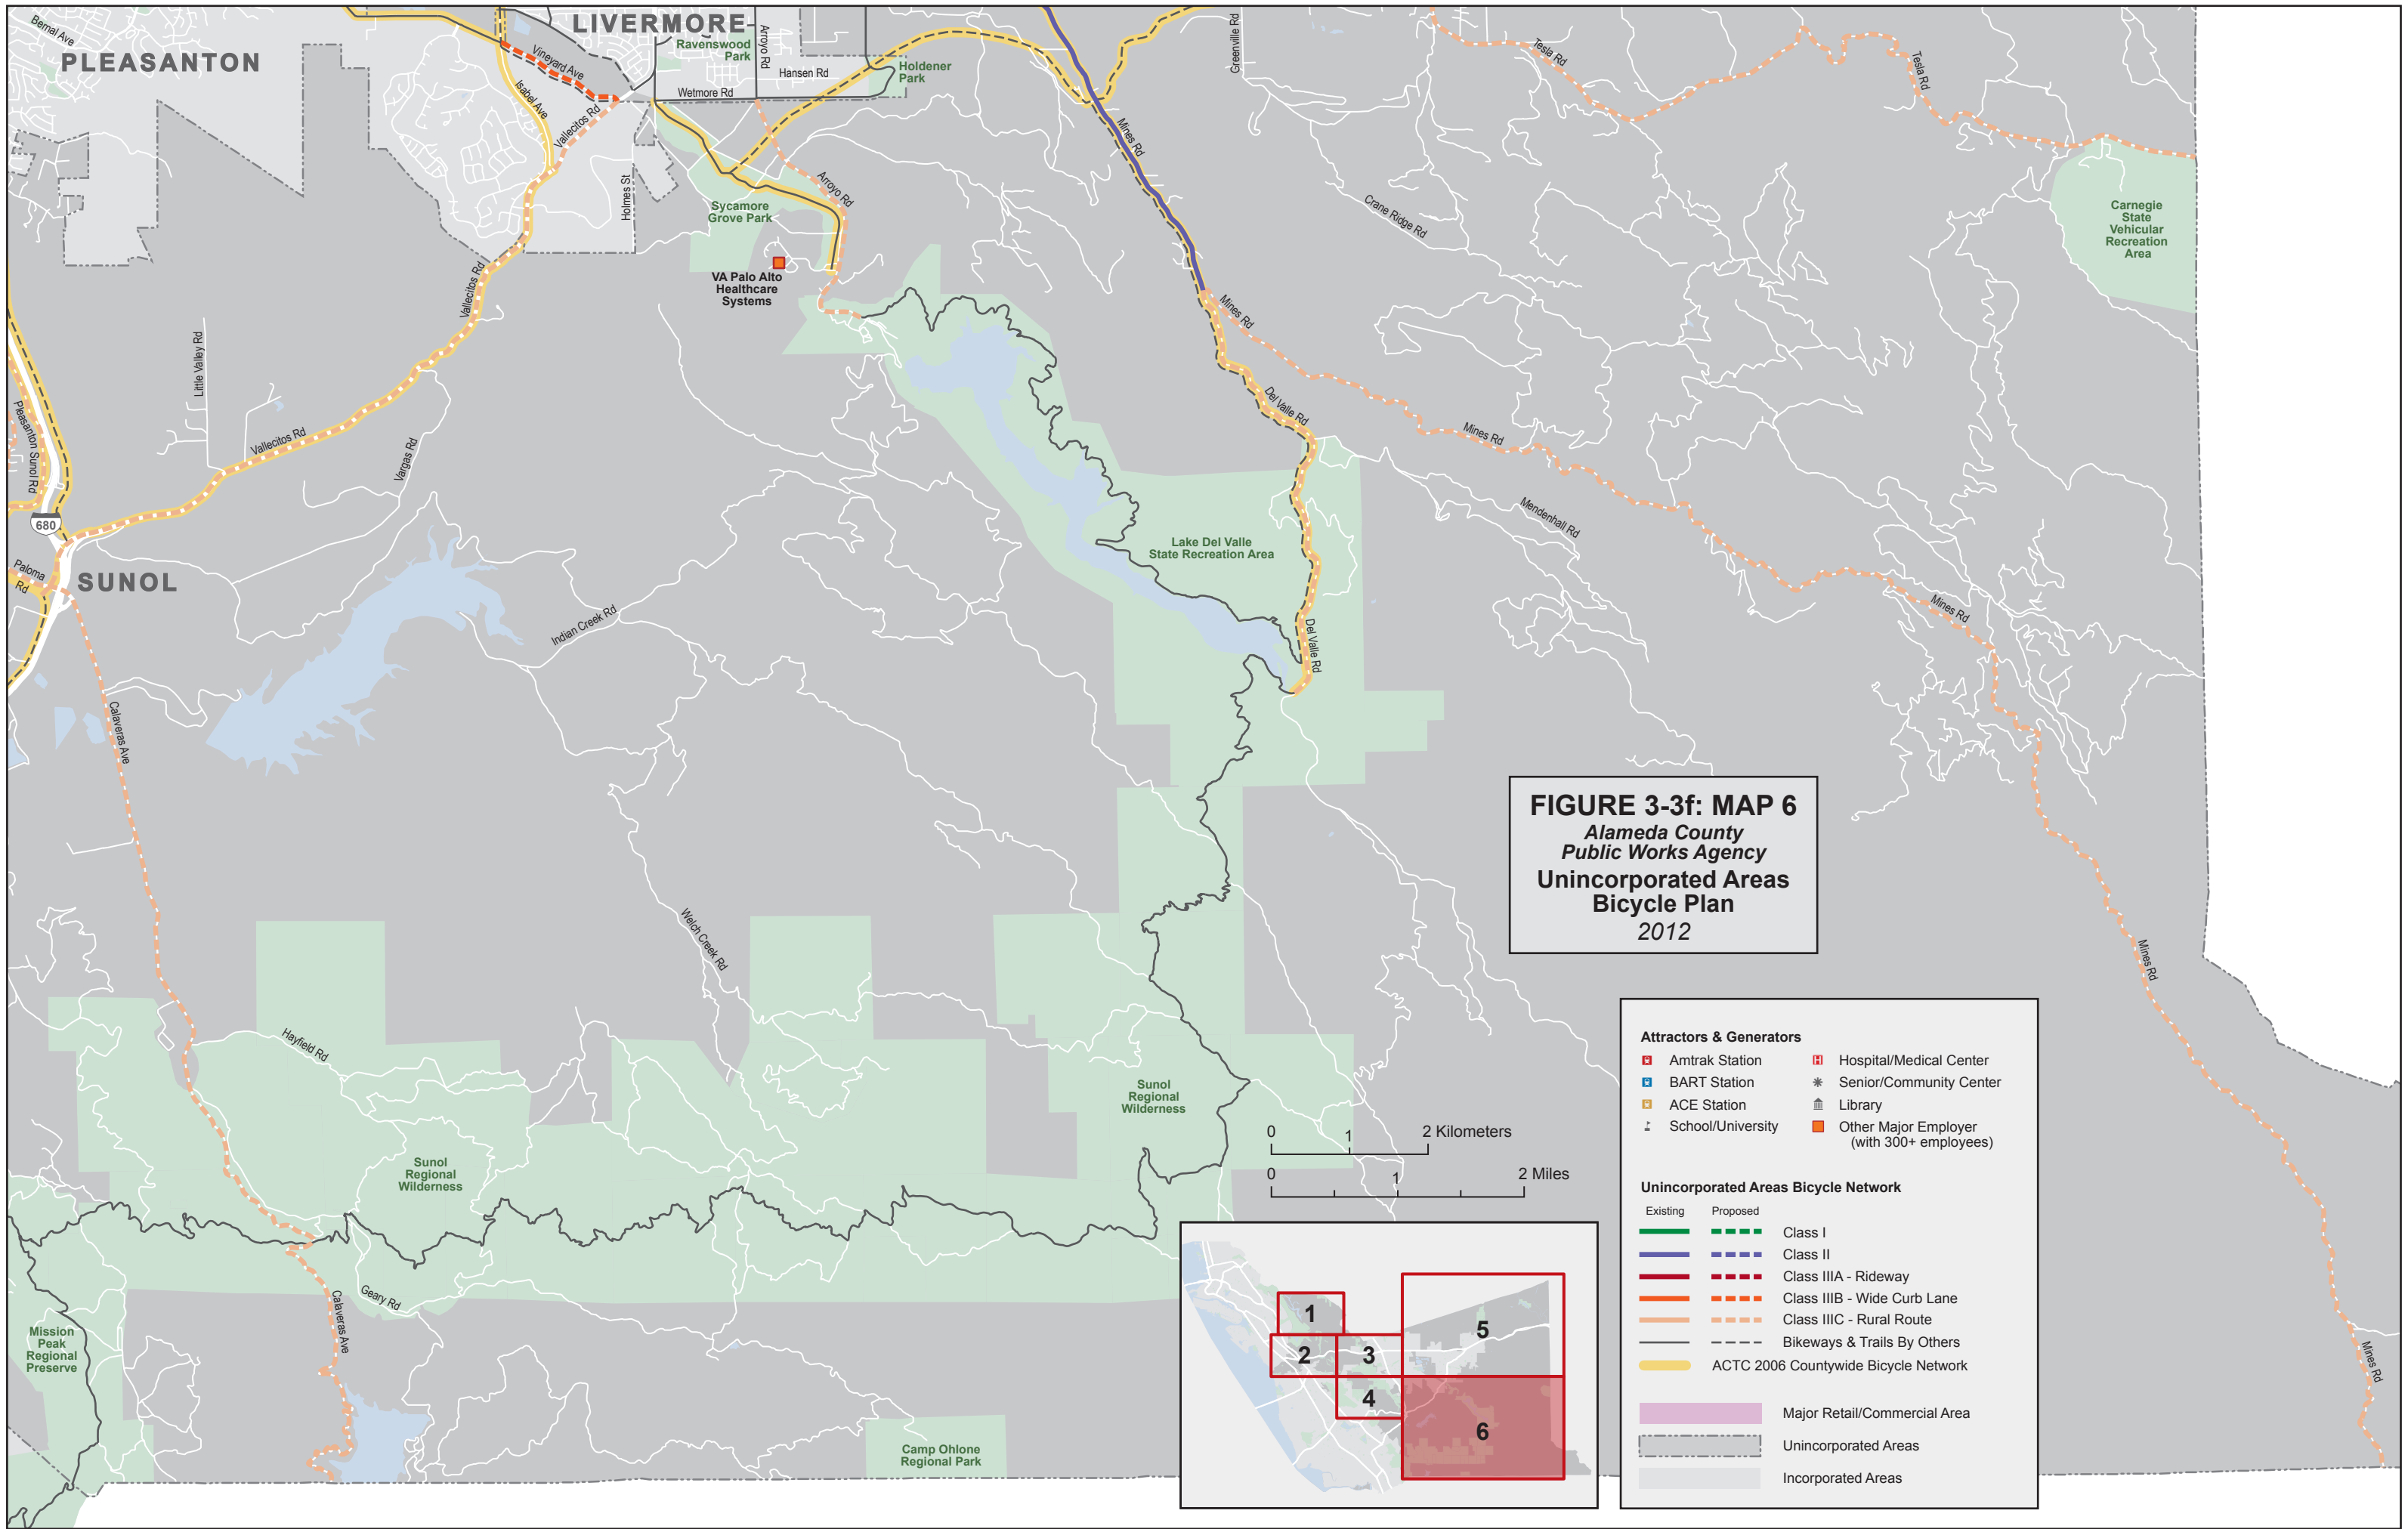 Bernal Ave
PLEASANTON
LIVERMORE
Vineyard Ave
Isabel Ave
Vallecitos Rd
Ravenswood
Park
Arroyo Rd
Hansen Rd
Wetmore Rd
Holdener
Park
Greenville Rd
Tesla Rd
Tesla Rd
Mines Rd
Holmes St
Arroyo Rd
Sycamore
Grove Park
VA Palo Alto
Healthcare
Systems
Crane Ridge Rd
Carnegie
State
Vehicular
Recreation
Area
Vallecitos Rd
Little Valley Rd
Mines Rd
Del Valle Rd
Mines Rd
Pleasanton Sunol Rd
Vallecitos Rd
Vargas Rd
680
Mendenhall Rd
Lake Del Valle
State Recreation Area
Paloma
Rd
SUNOL
Indian Creek Rd
Del Valle Rd
Mines Rd
Calaveras Ave
FIGURE 3-3f: MAP 6
Alameda County
Public Works Agency
Unincorporated Areas
Bicycle Plan
2012
Welch Creek Rd
Mines Rd
Hayfield Rd
Sunol
Regional
Wilderness
Sunol
Regional
Wilderness
0 1 2 Kilometers
0 1 2 Miles
Geary Rd
Calaveras Ave
Mission
Peak
Regional
Preserve
Camp Ohlone
Regional Park
Mines Rd
1
2
3
4
5
6
Attractors & Generators
Amtrak Station
BART Station
ACE Station
School/University
Hospital/Medical Center
Senior/Community Center
Library
Other Major Employer
(with 300+ employees)
Unincorporated Areas Bicycle Network
Existing Proposed
Class I
Class II
Class IIIA - Rideway
Class IIIB - Wide Curb Lane
Class IIIC - Rural Route
Bikeways & Trails By Others
ACTC 2006 Countywide Bicycle Network
Major Retail/Commercial Area
Unincorporated Areas
Incorporated Areas